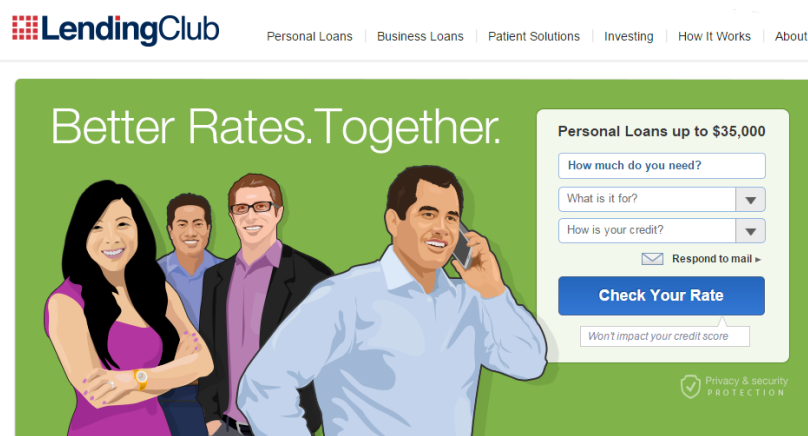 LendingClub
Personal Loans
Business Loans
Patient Solutions
Investing
How It Works
About
Better Rates.Together.
Personal Loans up to $35,000
How much do you need?
What is it for?
How is your credit?
Respond to mail ▸
Check Your Rate
Won't impact your credit score
Privacy & security
PROTECTION